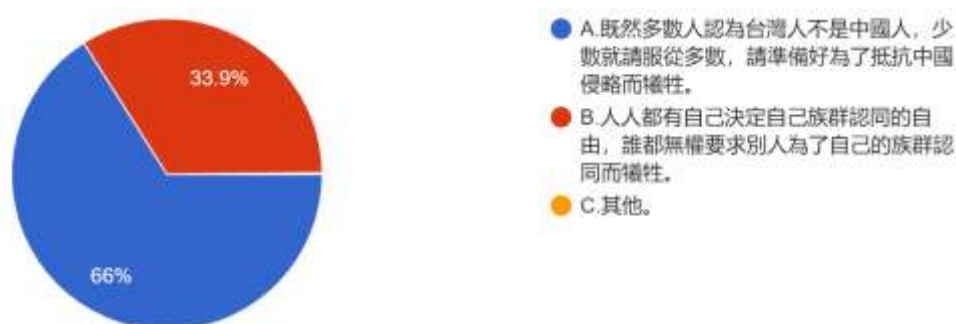 33.9%
66%
A.既然多數人認為台灣人不是中國人，少
數就請服從多數，請準備好為了抵抗中國
侵略而犧牲。
B.人人都有自己決定自己族群認同的自
由，誰都無權要求別人為了自己的族群認
同而犧牲。
C.其他。